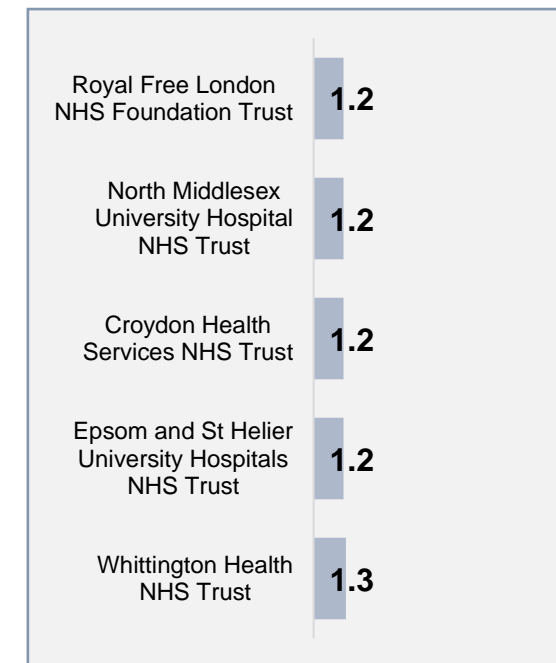 Royal Free London
NHS Foundation Trust
1.2
North Middlesex
University Hospital
NHS Trust
1.2
Croydon Health
Services NHS Trust
1.2
Epsom and St Helier
University Hospitals
NHS Trust
1.2
Whittington Health
NHS Trust
1.3